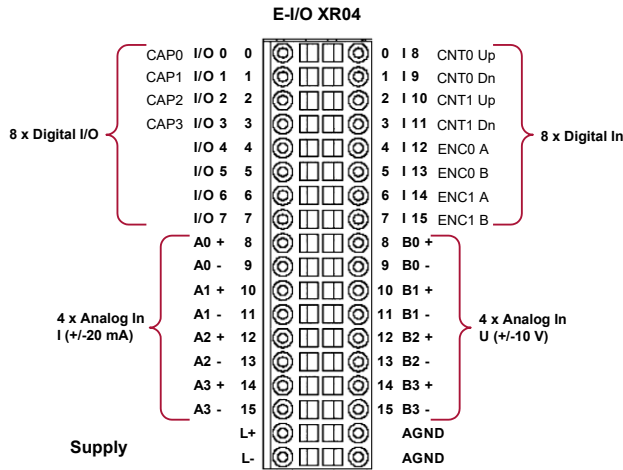 E-I/O XR04
CAP0 I/O 0 0 0 I 8 CNT0 Up
CAP1 I/O 1 1 1 I 9 CNT0 Dn
CAP2 I/O 2 2 2 I 10 CNT1 Up
CAP3 I/O 3 3 3 I 11 CNT1 Dn
8 x Digital I/O 8 x Digital In
I/O 4 4 4 I 12 ENC0 A
I/O 5 5 5 I 13 ENC0 B
I/O 6 6 6 I 14 ENC1 A
I/O 7 7 7 I 15 ENC1 B
A0 + 8 8 B0 +
A0 - 9 9 B0 -
A1 + 10 10 B1 +
A1 - 11 11 B1 -
4 x Analog In 4 x Analog In
I (+/-20 mA) U (+/-10 V)
A2 + 12 12 B2 +
A2 - 13 13 B2 -
A3 + 14 14 B3 +
A3 - 15 15 B3 -
Supply
L+ AGND
L- AGND